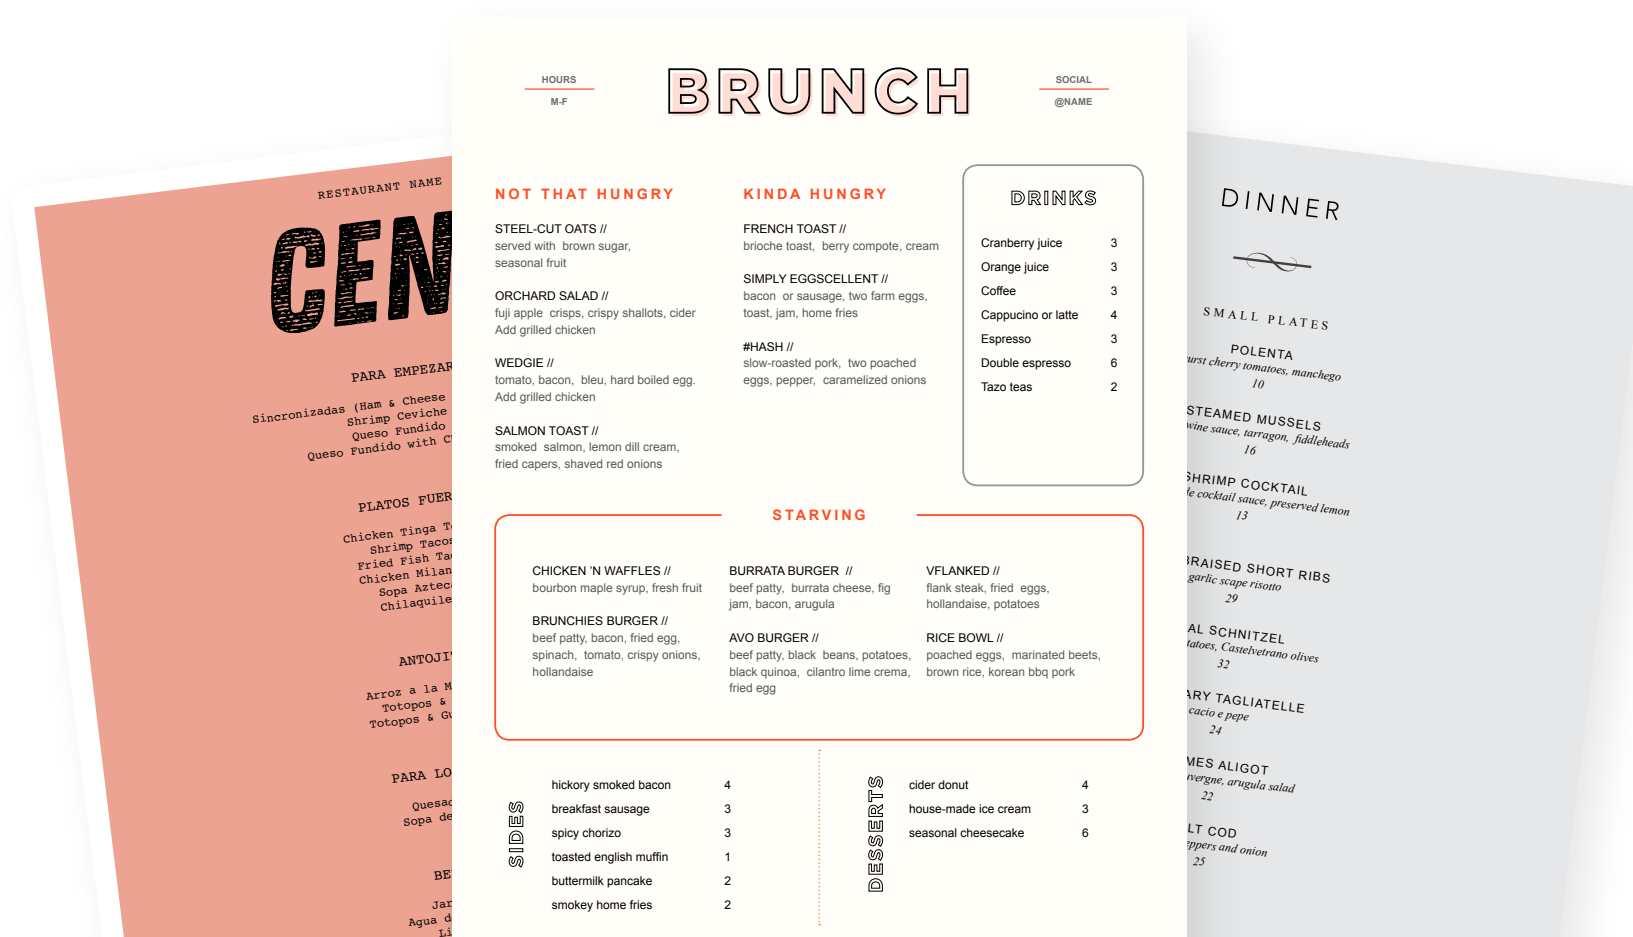 RESTAURANT NAME
CEN
PARA EMPEZAR
Sincronizadas (Ham & Cheese
Shrimp Ceviche
Queso Fundido
Queso Fundido with
PLATOS
Chicken Tinga
Shrimp Tacos
Fried Fish
Chicken
Sopa
ANTOJIT
Arroz a la
Totopos &
Totopos &
PARA LO
Sopa de
Agua
HOURS
M-F
BRUNCH
SOCIAL
@NAME
NOT THAT HUNGRY
STEEL-CUT OATS //
served with brown sugar,
seasonal fruit
ORCHARD SALAD //
fuji apple crisps, crispy shallots, cider
Add grilled chicken
WEDGIE //
tomato, bacon, bleu, hard boiled egg.
Add grilled chicken
SALMON TOAST //
smoked salmon, lemon dill cream,
fried capers, shaved red onions
KINDA HUNGRY
FRENCH TOAST //
brioche toast, berry compote, cream
SIMPLY EGGSCELLENT //
bacon or sausage, two farm eggs,
toast, jam, home fries
#HASH //
slow-roasted pork, two poached
eggs, pepper, caramelized onions
DRINKS
Cranberry juice 3
Orange juice 3
Coffee 3
Cappucino or latte 4
Espresso 3
Double espresso 6
Tazo teas 2
STARVING
CHICKEN 'N WAFFLES //
bourbon maple syrup, fresh fruit
BRUNCHIES BURGER //
beef patty, bacon, fried egg,
spinach, tomato, crispy onions,
hollandaise
BURRATA BURGER //
beef patty, burrata cheese, fig
jam, bacon, arugula
AVO BURGER //
beef patty, black beans, potatoes,
black quinoa, cilantro lime crema,
fried egg
VFLANKED //
flank steak, fried eggs,
hollandaise, potatoes
RICE BOWL //
poached eggs, marinated beets,
brown rice, korean bbq pork
SIDES
hickory smoked bacon 4
breakfast sausage 3
spicy chorizo 3
toasted english muffin 1
buttermilk pancake 2
smokey home fries 2
DESSERTS
cider donut 4
house-made ice cream 3
seasonal cheesecake 6
DINNER
SMALL PLATES
POLENTA
cherry tomatoes, manchego
10
STEAMED MUSSELS
wine sauce, tarragon, fiddleheads
16
SHRIMP COCKTAIL
cocktail sauce, preserved lemon
13
BRAISED SHORT RIBS
garlic scape risotto
29
SCHNITZEL
Castelvetrano olives
32
TAGLIATELLE
cacio e pepe
24
ALIGOT
arugula salad
22
COD
and onion
25